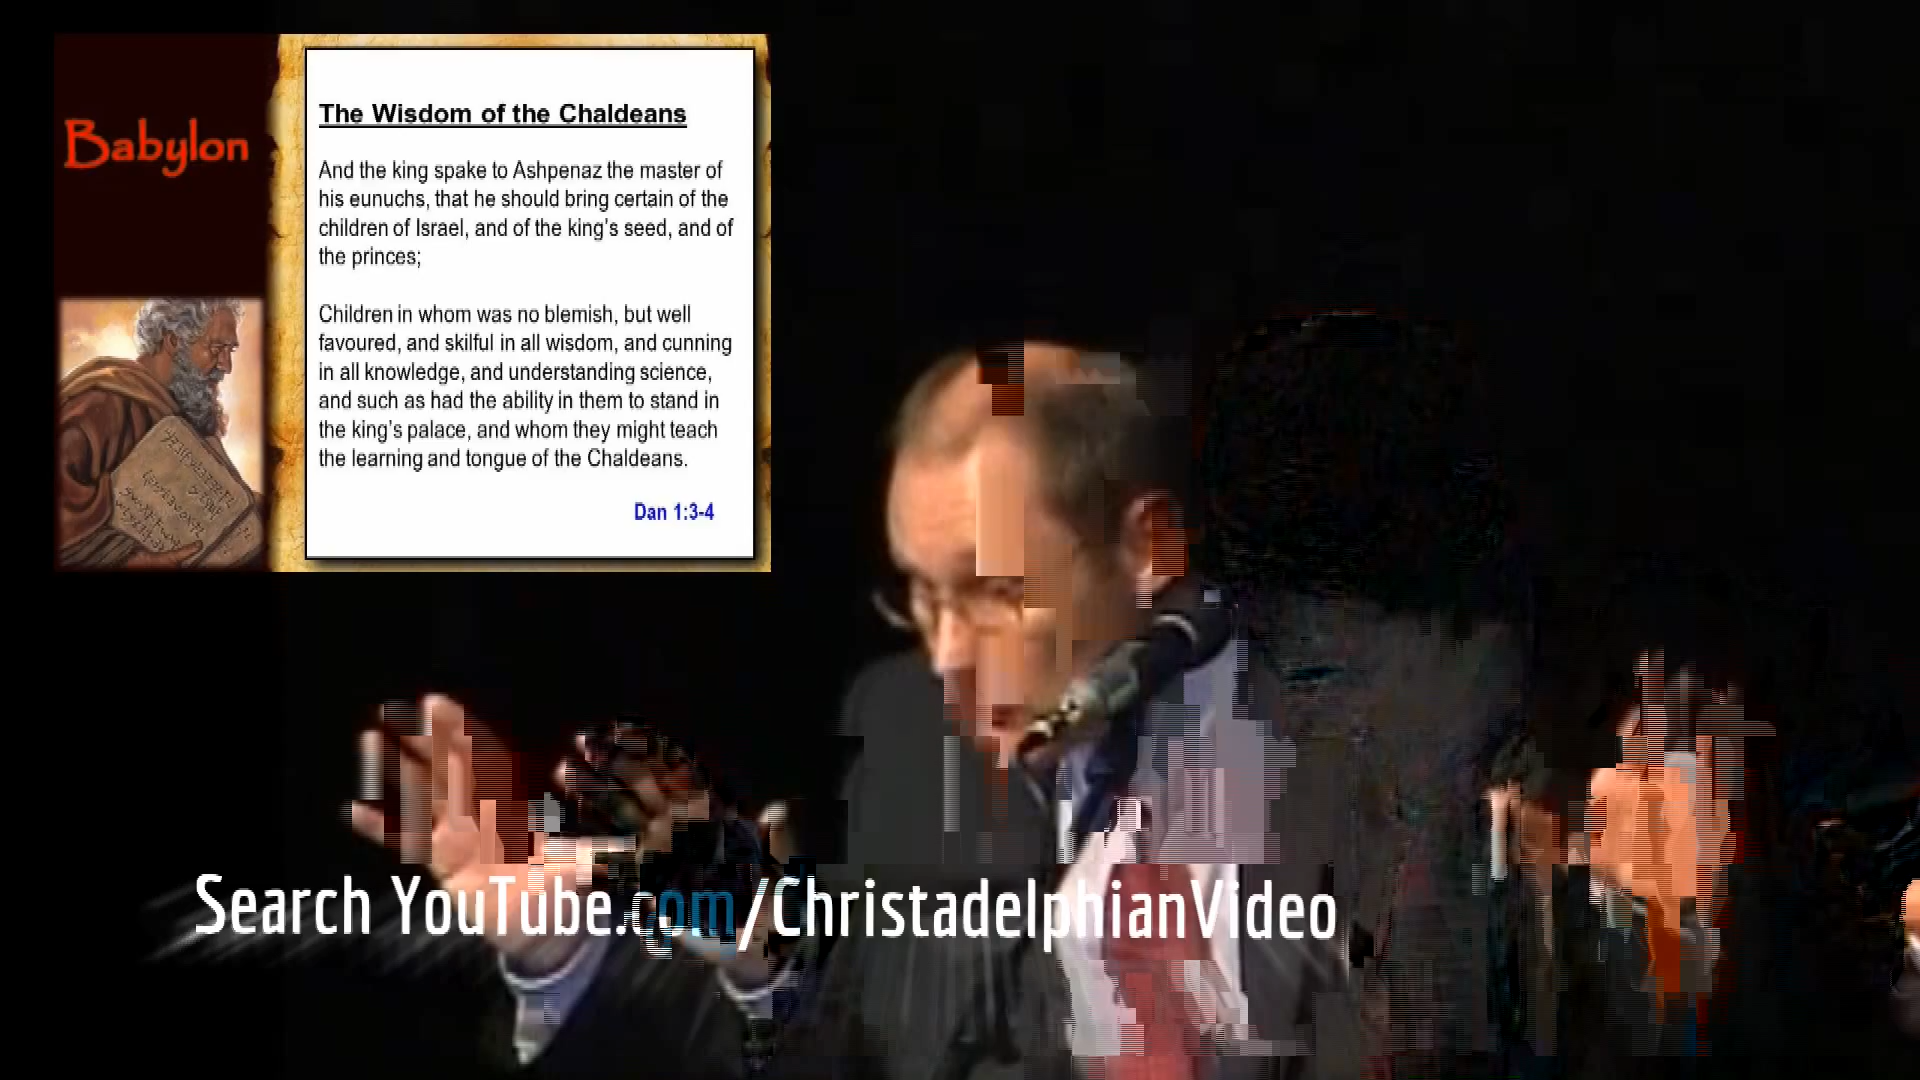 Babylon
The Wisdom of the Chaldeans
And the king spake to Ashpenaz the master of
his eunuchs, that he should bring certain of the
children of Israel, and of the king's seed, and of
the princes;
Children in whom was no blemish, but well
favoured, and skilful in all wisdom, and cunning
in all knowledge, and understanding science,
and such as had the ability in them to stand in
the king's palace, and whom they might teach
the learning and tongue of the Chaldeans.
Dan 1:3-4
Search YouTube.com/ChristadelphianVideo